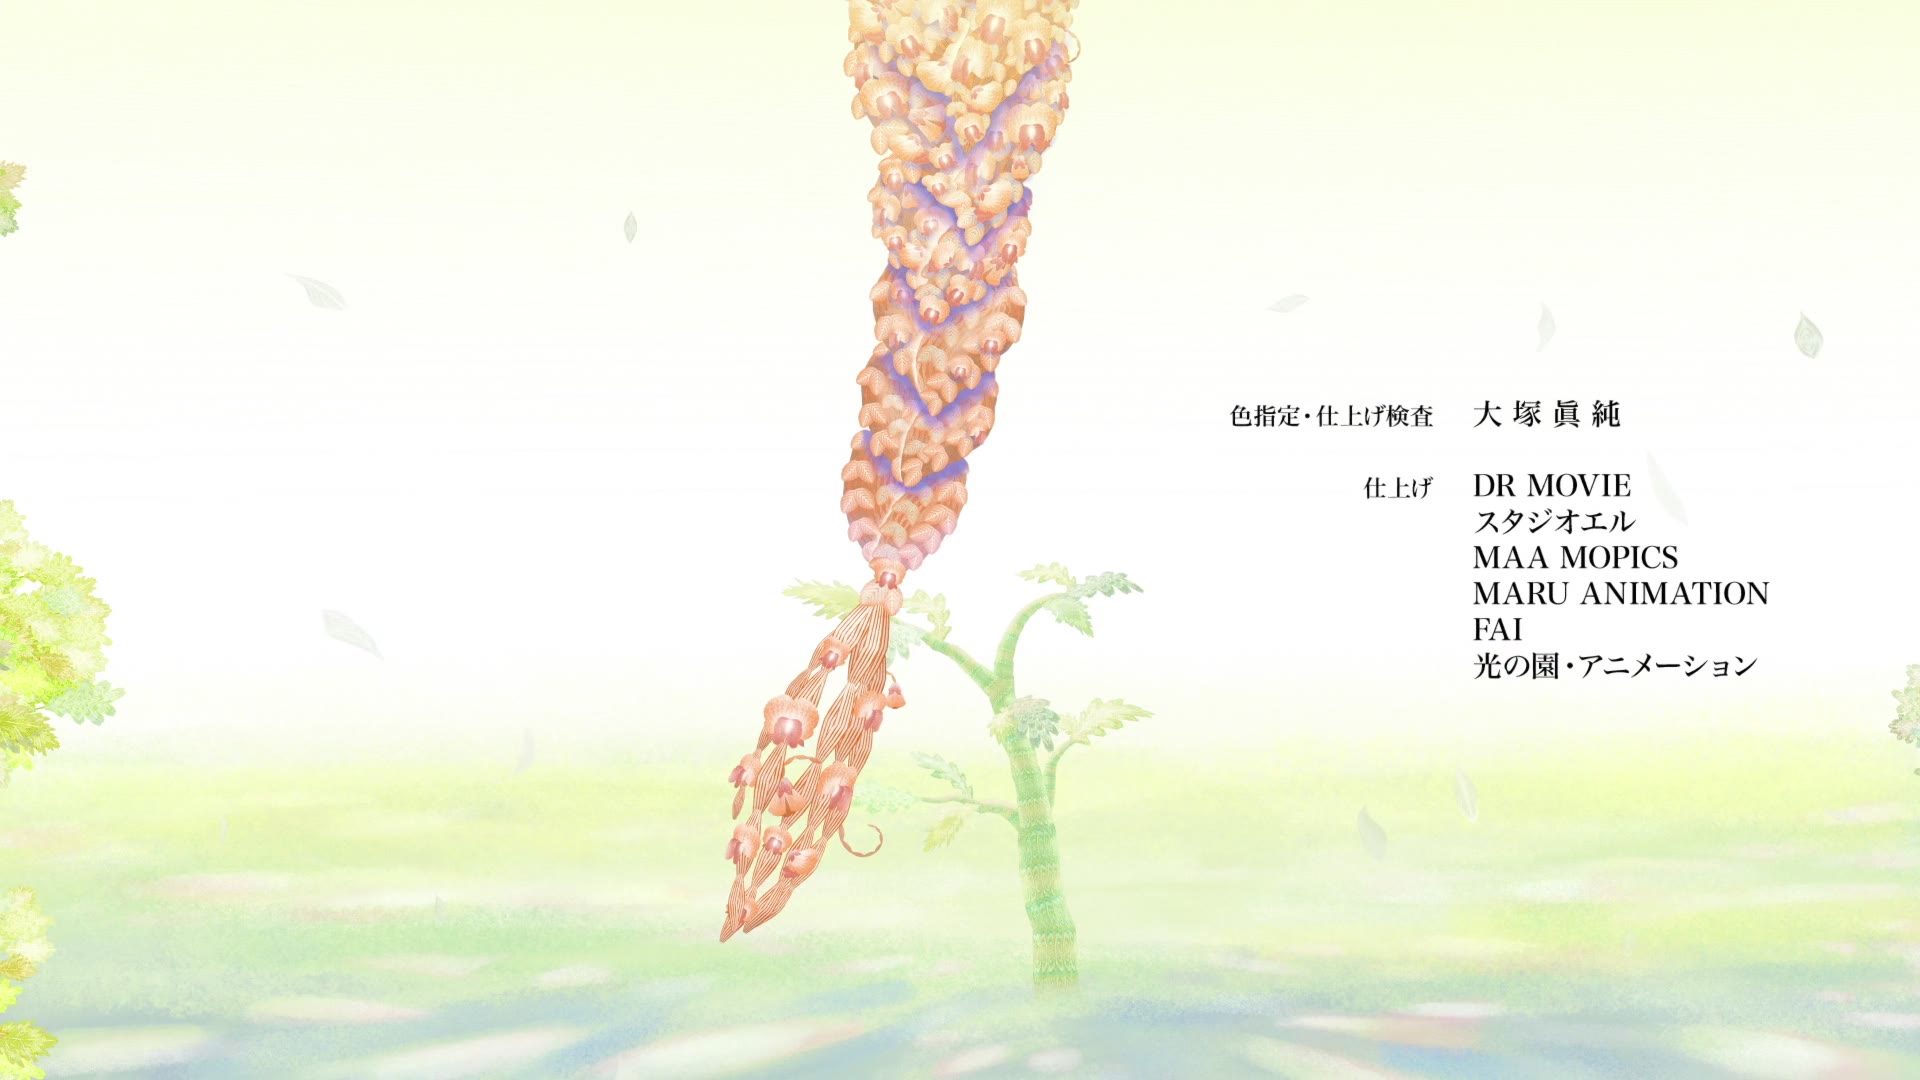 色指定・仕上げ検査 大塚眞純
仕上げ DR MOVIE
スタジオエル
MAA MOPICS
MARU ANIMATION
FAI
光の園・アニメーション